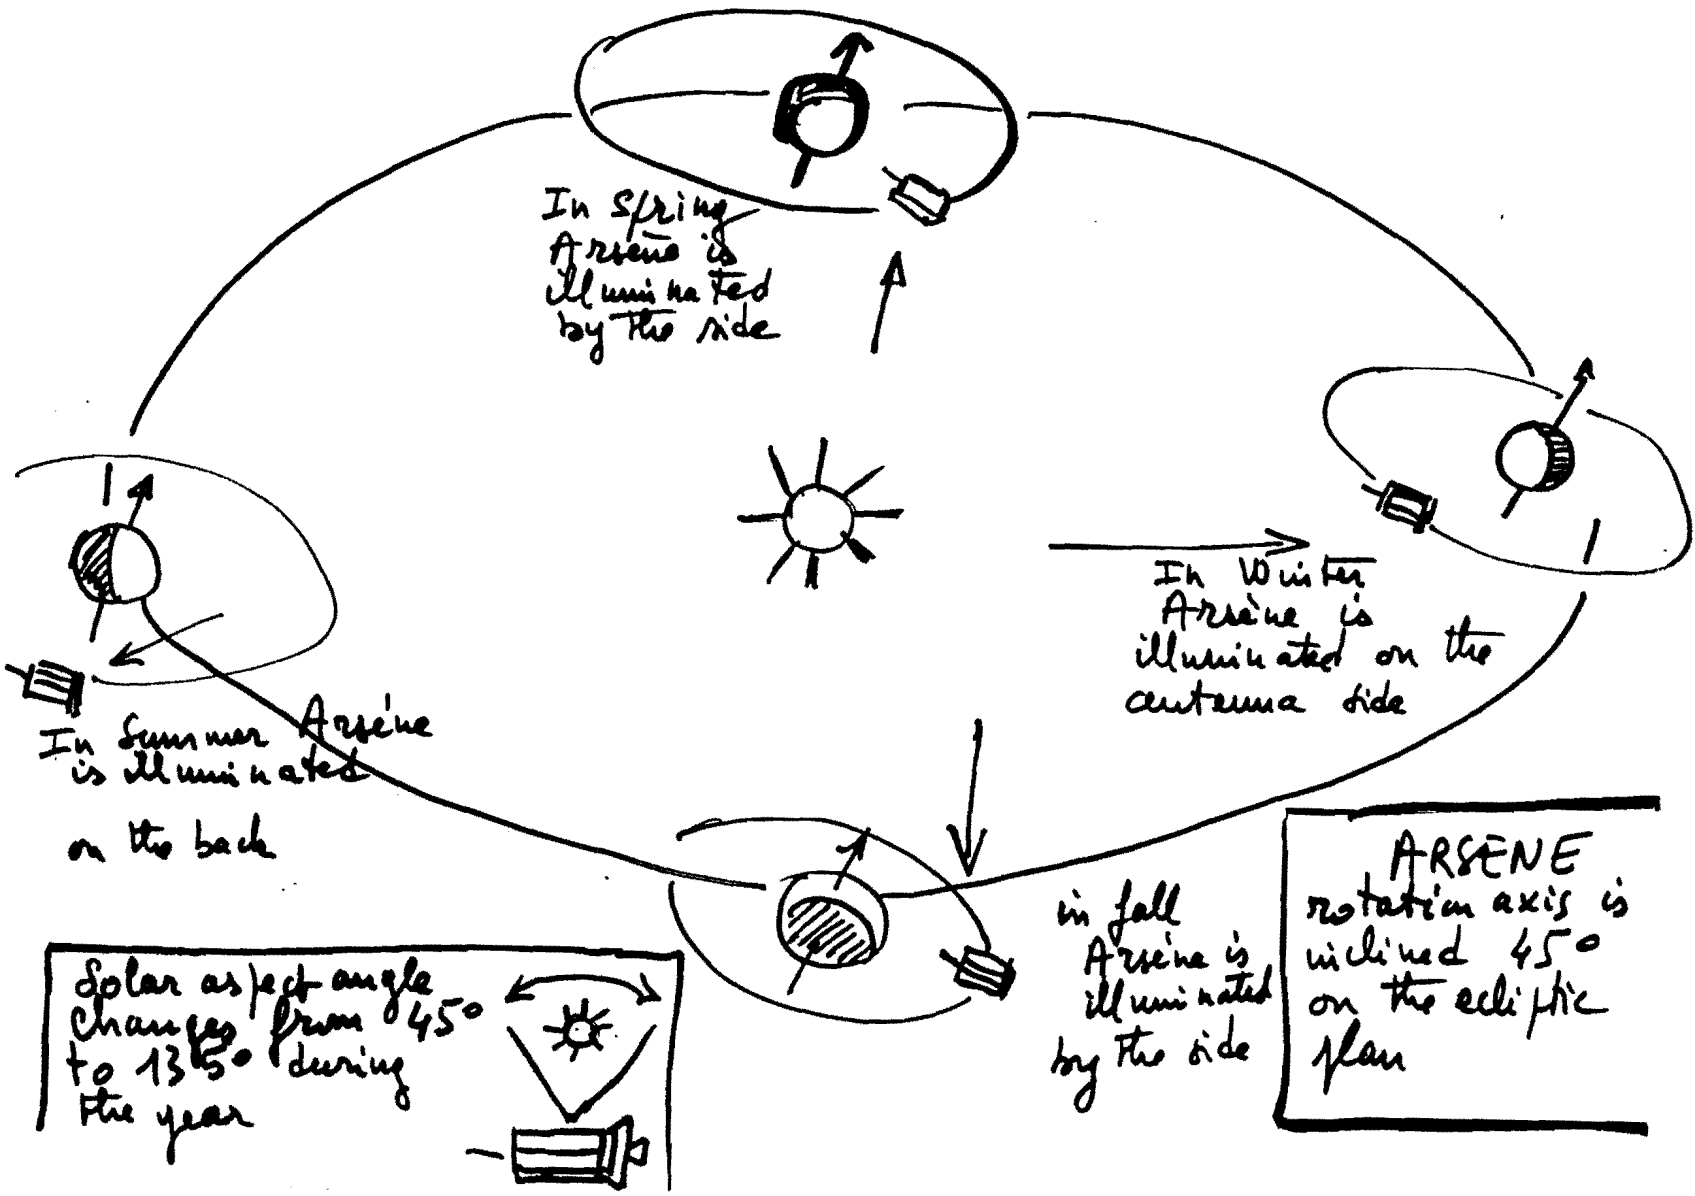 In Spring
Arsène is
illuminated
by the side
In Winter
Arsène is
illuminated on the
antenna side
In Summer Arsène
is illuminated
on the back
in fall
Arsène is
illuminated
by the side
ARSENE
rotation axis is
inclined 45°
on the ecliptic
plan
Solar aspect angle
changes from 45°
to 135° during
the year